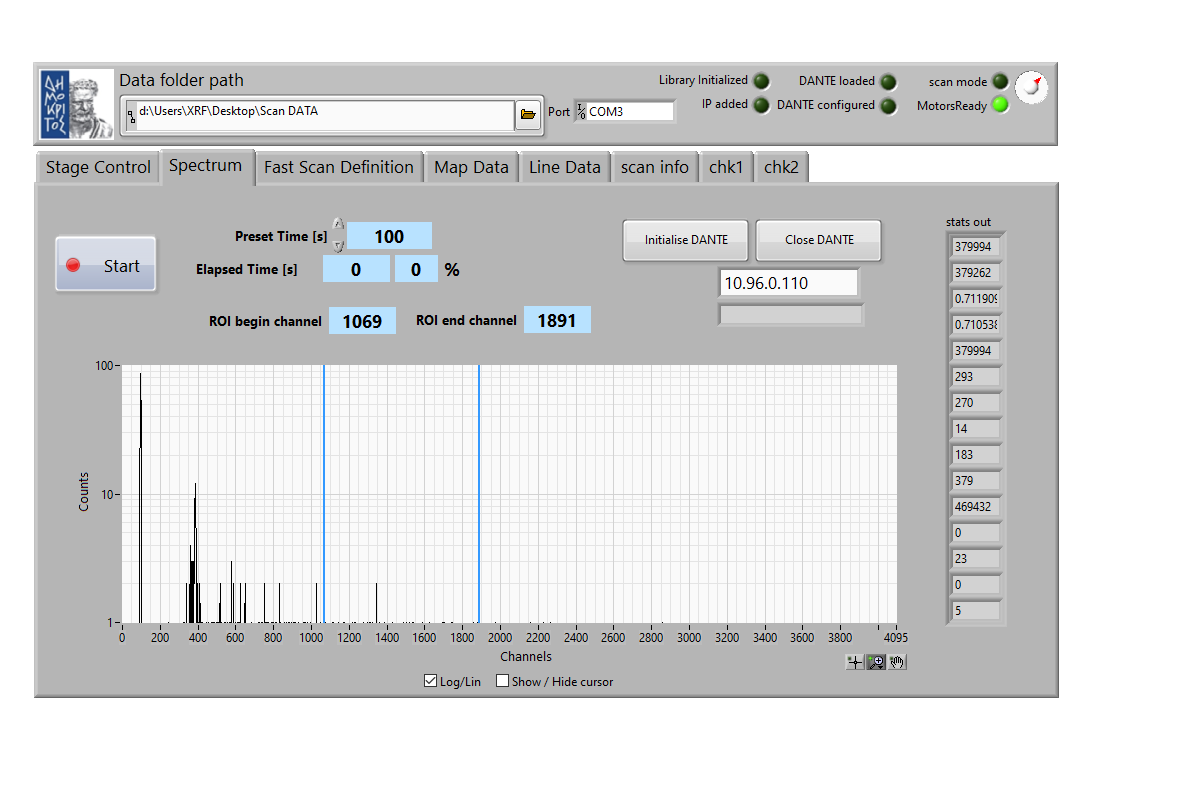 ΔΗ
ΜΟ
ΚΡΙ
ΤΟΣ
Data folder path
d:\Users\XRF\Desktop\Scan DATA
Port
COM3
Library Initialized
DANTE loaded
scan mode
IP added
DANTE configured
MotorsReady
Stage Control
Spectrum
Fast Scan Definition
Map Data
Line Data
scan info
chk1
chk2
Start
Preset Time [s]
100
Elapsed Time [s]
0
0
%
ROI begin channel
1069
ROI end channel
1891
Initialise DANTE
Close DANTE
10.96.0.110
stats out
379994
379262
0.711909
0.710538
379994
293
270
14
183
379
469432
0
23
0
5
100
10
1
Counts
0 200 400 600 800 1000 1200 1400 1600 1800 2000 2200 2400 2600 2800 3000 3200 3400 3600 3800 4095
Channels
Log/Lin
Show / Hide cursor